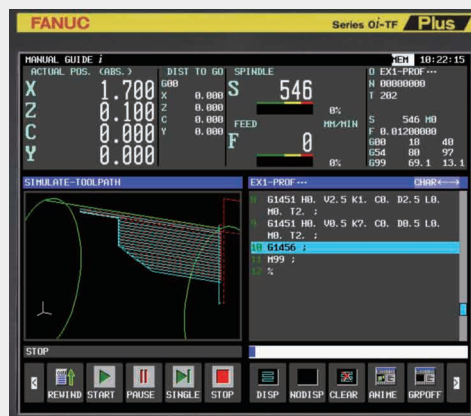 FANUC
Series 0i-TF Plus
MANUAL GUIDE i
MEM 10:22:15
ACTUAL POS. (ABS.)
X 1.700
Z 0.100
C 0.000
Y 0.000
DIST TO GO
G00
X 0.000
Z 0.000
C 0.000
Y 0.000
SPINDLE
S 546
0%
FEED MM/MIN
F 0
0%
O EX1-PROF···
N 00000000
T 202
S 546 M0
F 0.01200000
G00 18 40
G54 80 97
G99 69.1 13.1
SIMULATE-TOOLPATH
EX1-PROF···
CHAR←→
8 G1451 H0. V2.5 K1. C0. D2.5 L0.
M0. T2. ;
9 G1451 H0. V0.5 K7. C0. D0.5 L0.
M0. T2. ;
10 G1456 ;
11 M99 ;
12 %
STOP
REWIND START PAUSE SINGLE STOP
DISP NODISP CLEAR ANIME GRPOFF